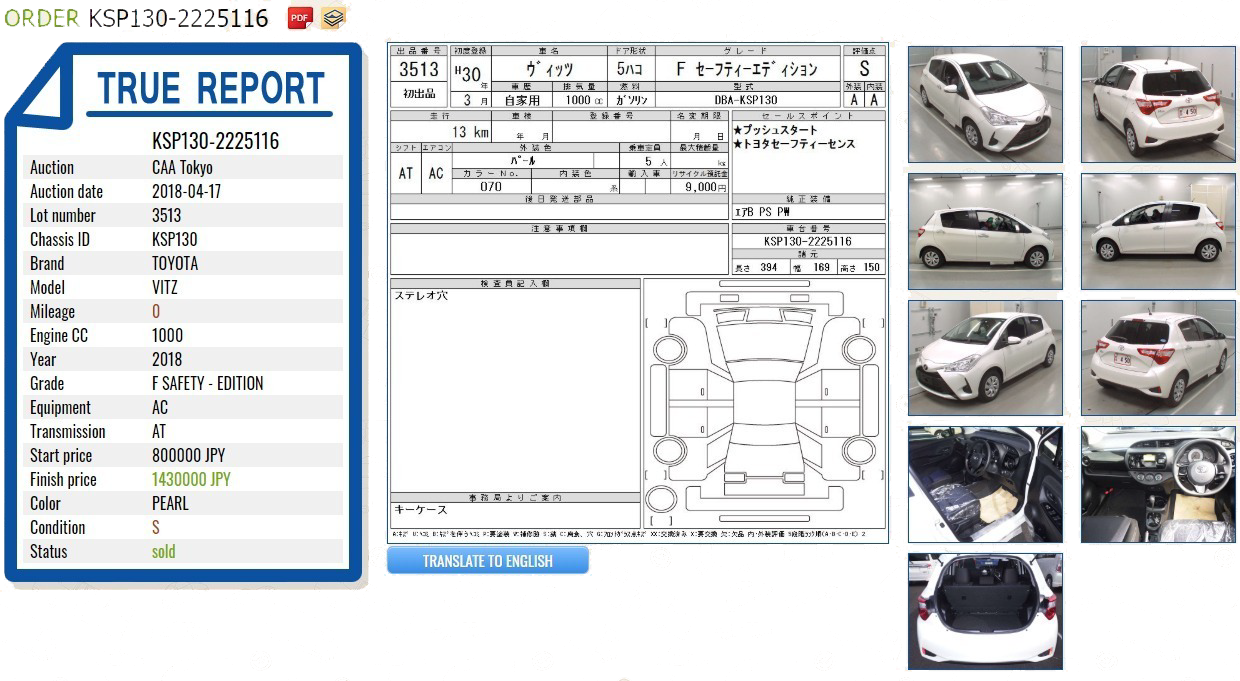 ORDER KSP130-2225116 PDF
TRUE REPORT
KSP130-2225116
Auction CAA Tokyo
Auction date 2018-04-17
Lot number 3513
Chassis ID KSP130
Brand TOYOTA
Model VITZ
Mileage 0
Engine CC 1000
Year 2018
Grade F SAFETY - EDITION
Equipment AC
Transmission AT
Start price 800000 JPY
Finish price 1430000 JPY
Color PEARL
Condition S
Status sold
出品番号 初度登録 車名 ドア形状 グレード 評価点
3513 H30年 ヴィッツ 5ハコ F セーフティーエディション S
初出品 車歴 排気量 燃料 型式 外装 内装
3月 自家用 1000 cc ガソリン DBA-KSP130 A A
走行 車検 登録番号 名変期限 セールスポイント
13 km 年 月 月 日 ★プッシュスタート
★トヨタセーフティーセンス
シフト エアコン 外装色 乗車定員 最大積載量
AT AC パール 5人 kg
カラーNo. 内装色 輸入車 リサイクル預託金
070 系 9,000円
後日発送部品 純正装備
エアB PS PW
注意事項欄 車台番号
KSP130-2225116
諸元
長さ 394 幅 169 高さ 150
検査員記入欄
ステレオ穴
事務局よりご案内
キーケース
TRANSLATE TO ENGLISH